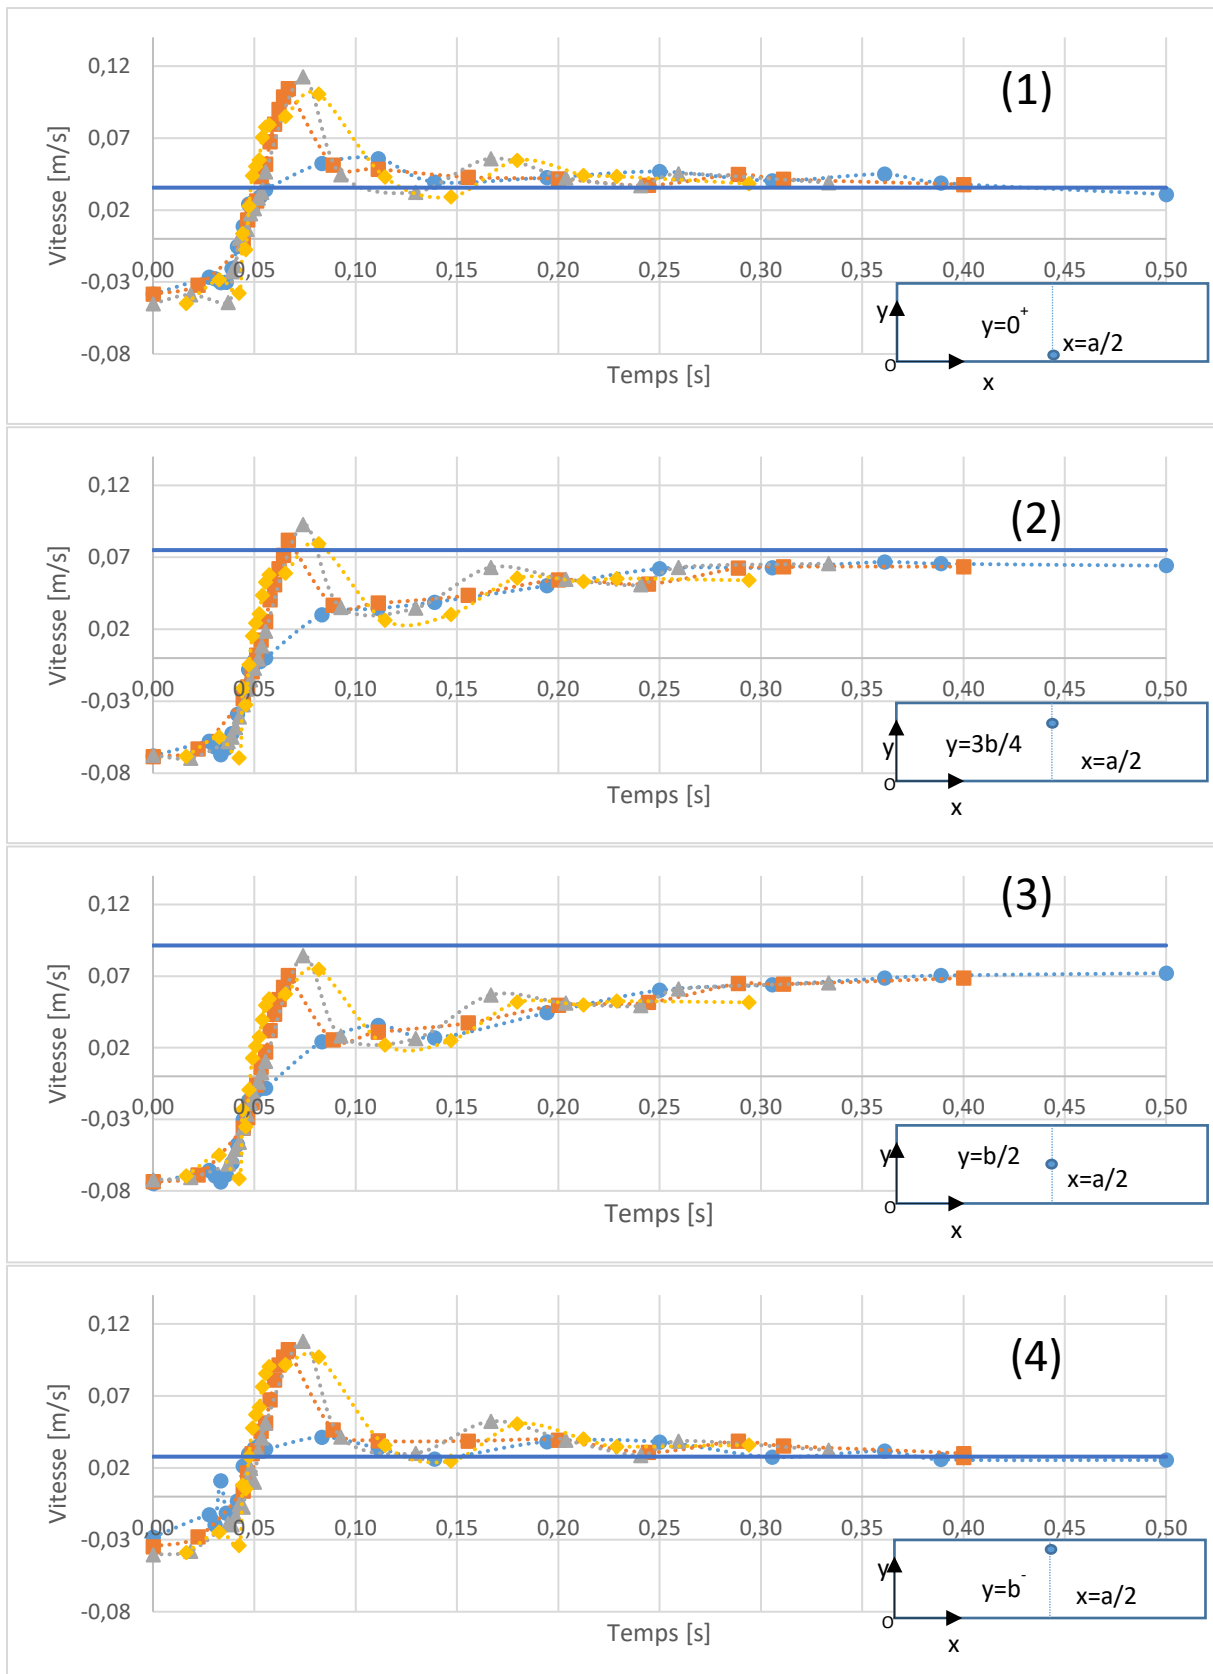 (1)
Vitesse [m/s]
0,12
0,07
0,02
-0,03
-0,08
0,00 0,05 0,10 0,15 0,20 0,25 0,30 0,35 0,40 0,45 0,50
Temps [s]
y
y=0+
x=a/2
O
x
(2)
Vitesse [m/s]
0,12
0,07
0,02
-0,03
-0,08
0,00 0,05 0,10 0,15 0,20 0,25 0,30 0,35 0,40 0,45 0,50
Temps [s]
y
y=3b/4
x=a/2
O
x
(3)
Vitesse [m/s]
0,12
0,07
0,02
-0,03
-0,08
0,00 0,05 0,10 0,15 0,20 0,25 0,30 0,35 0,40 0,45 0,50
Temps [s]
y
y=b/2
x=a/2
O
x
(4)
Vitesse [m/s]
0,12
0,07
0,02
-0,03
-0,08
0,00 0,05 0,10 0,15 0,20 0,25 0,30 0,35 0,40 0,45 0,50
Temps [s]
y
y=b-
x=a/2
O
x